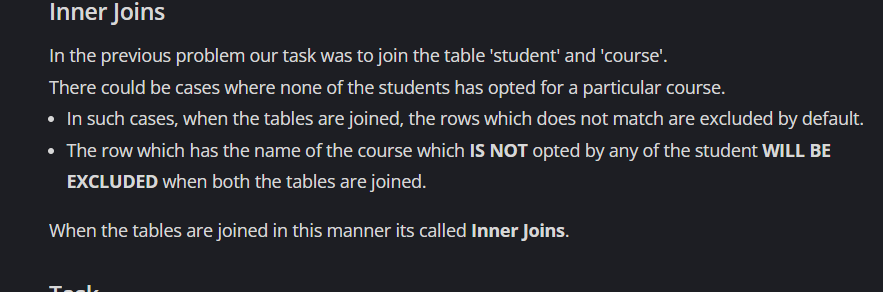 Inner Joins
In the previous problem our task was to join the table 'student' and 'course'.
There could be cases where none of the students has opted for a particular course.
• In such cases, when the tables are joined, the rows which does not match are excluded by default.
• The row which has the name of the course which IS NOT opted by any of the student WILL BE
EXCLUDED when both the tables are joined.
When the tables are joined in this manner its called Inner Joins.
Task